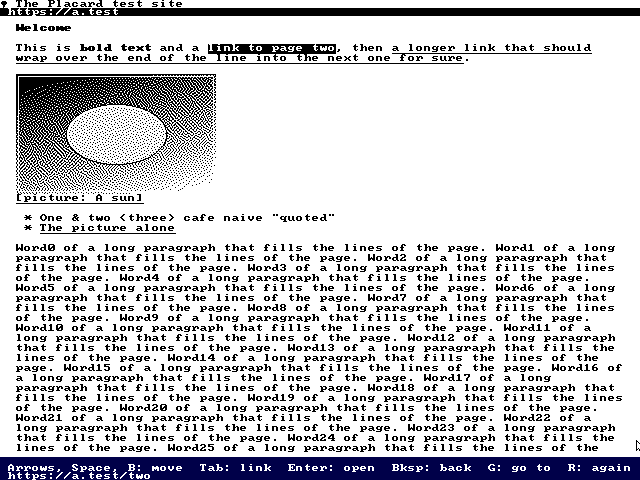 The Placard test site
https://a.test
Welcome
This is bold text and a link to page two, then a longer link that should
wrap over the end of the line into the next one for sure.
[picture: A sun]
* One & two <three> cafe naive "quoted"
* The picture alone
Word0 of a long paragraph that fills the lines of the page. Word1 of a long
paragraph that fills the lines of the page. Word2 of a long paragraph that
fills the lines of the page. Word3 of a long paragraph that fills the lines
of the page. Word4 of a long paragraph that fills the lines of the page.
Word5 of a long paragraph that fills the lines of the page. Word6 of a long
paragraph that fills the lines of the page. Word7 of a long paragraph that
fills the lines of the page. Word8 of a long paragraph that fills the lines
of the page. Word9 of a long paragraph that fills the lines of the page.
Word10 of a long paragraph that fills the lines of the page. Word11 of a
long paragraph that fills the lines of the page. Word12 of a long paragraph
that fills the lines of the page. Word13 of a long paragraph that fills the
lines of the page. Word14 of a long paragraph that fills the lines of the
page. Word15 of a long paragraph that fills the lines of the page. Word16 of
a long paragraph that fills the lines of the page. Word17 of a long
paragraph that fills the lines of the page. Word18 of a long paragraph that
fills the lines of the page. Word19 of a long paragraph that fills the lines
of the page. Word20 of a long paragraph that fills the lines of the page.
Word21 of a long paragraph that fills the lines of the page. Word22 of a
long paragraph that fills the lines of the page. Word23 of a long paragraph
that fills the lines of the page. Word24 of a long paragraph that fills the
lines of the page. Word25 of a long paragraph that fills the lines of the
Arrows, Space, B: move Tab: link Enter: open Bksp: back G: go to R: again
https://a.test/two